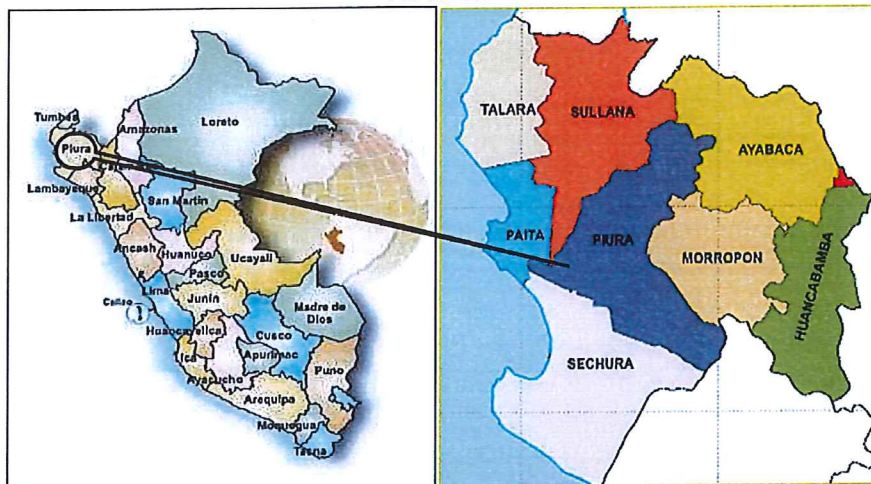 Tumbes
Piura
Amazonas
Loreto
Lambayeque
San Martin
La Libertad
Ancash
Huanuco
Ucayali
Pasco
Lima
Callao
Junin
Madre de
Dios
Huancavelica
Cusco
Ica
Apurimac
Ayacucho
Puno
Arequipa
Moquegua
Tacna
TALARA
SULLANA
AYABACA
PAITA
PIURA
MORROPON
HUANCABAMBA
SECHURA